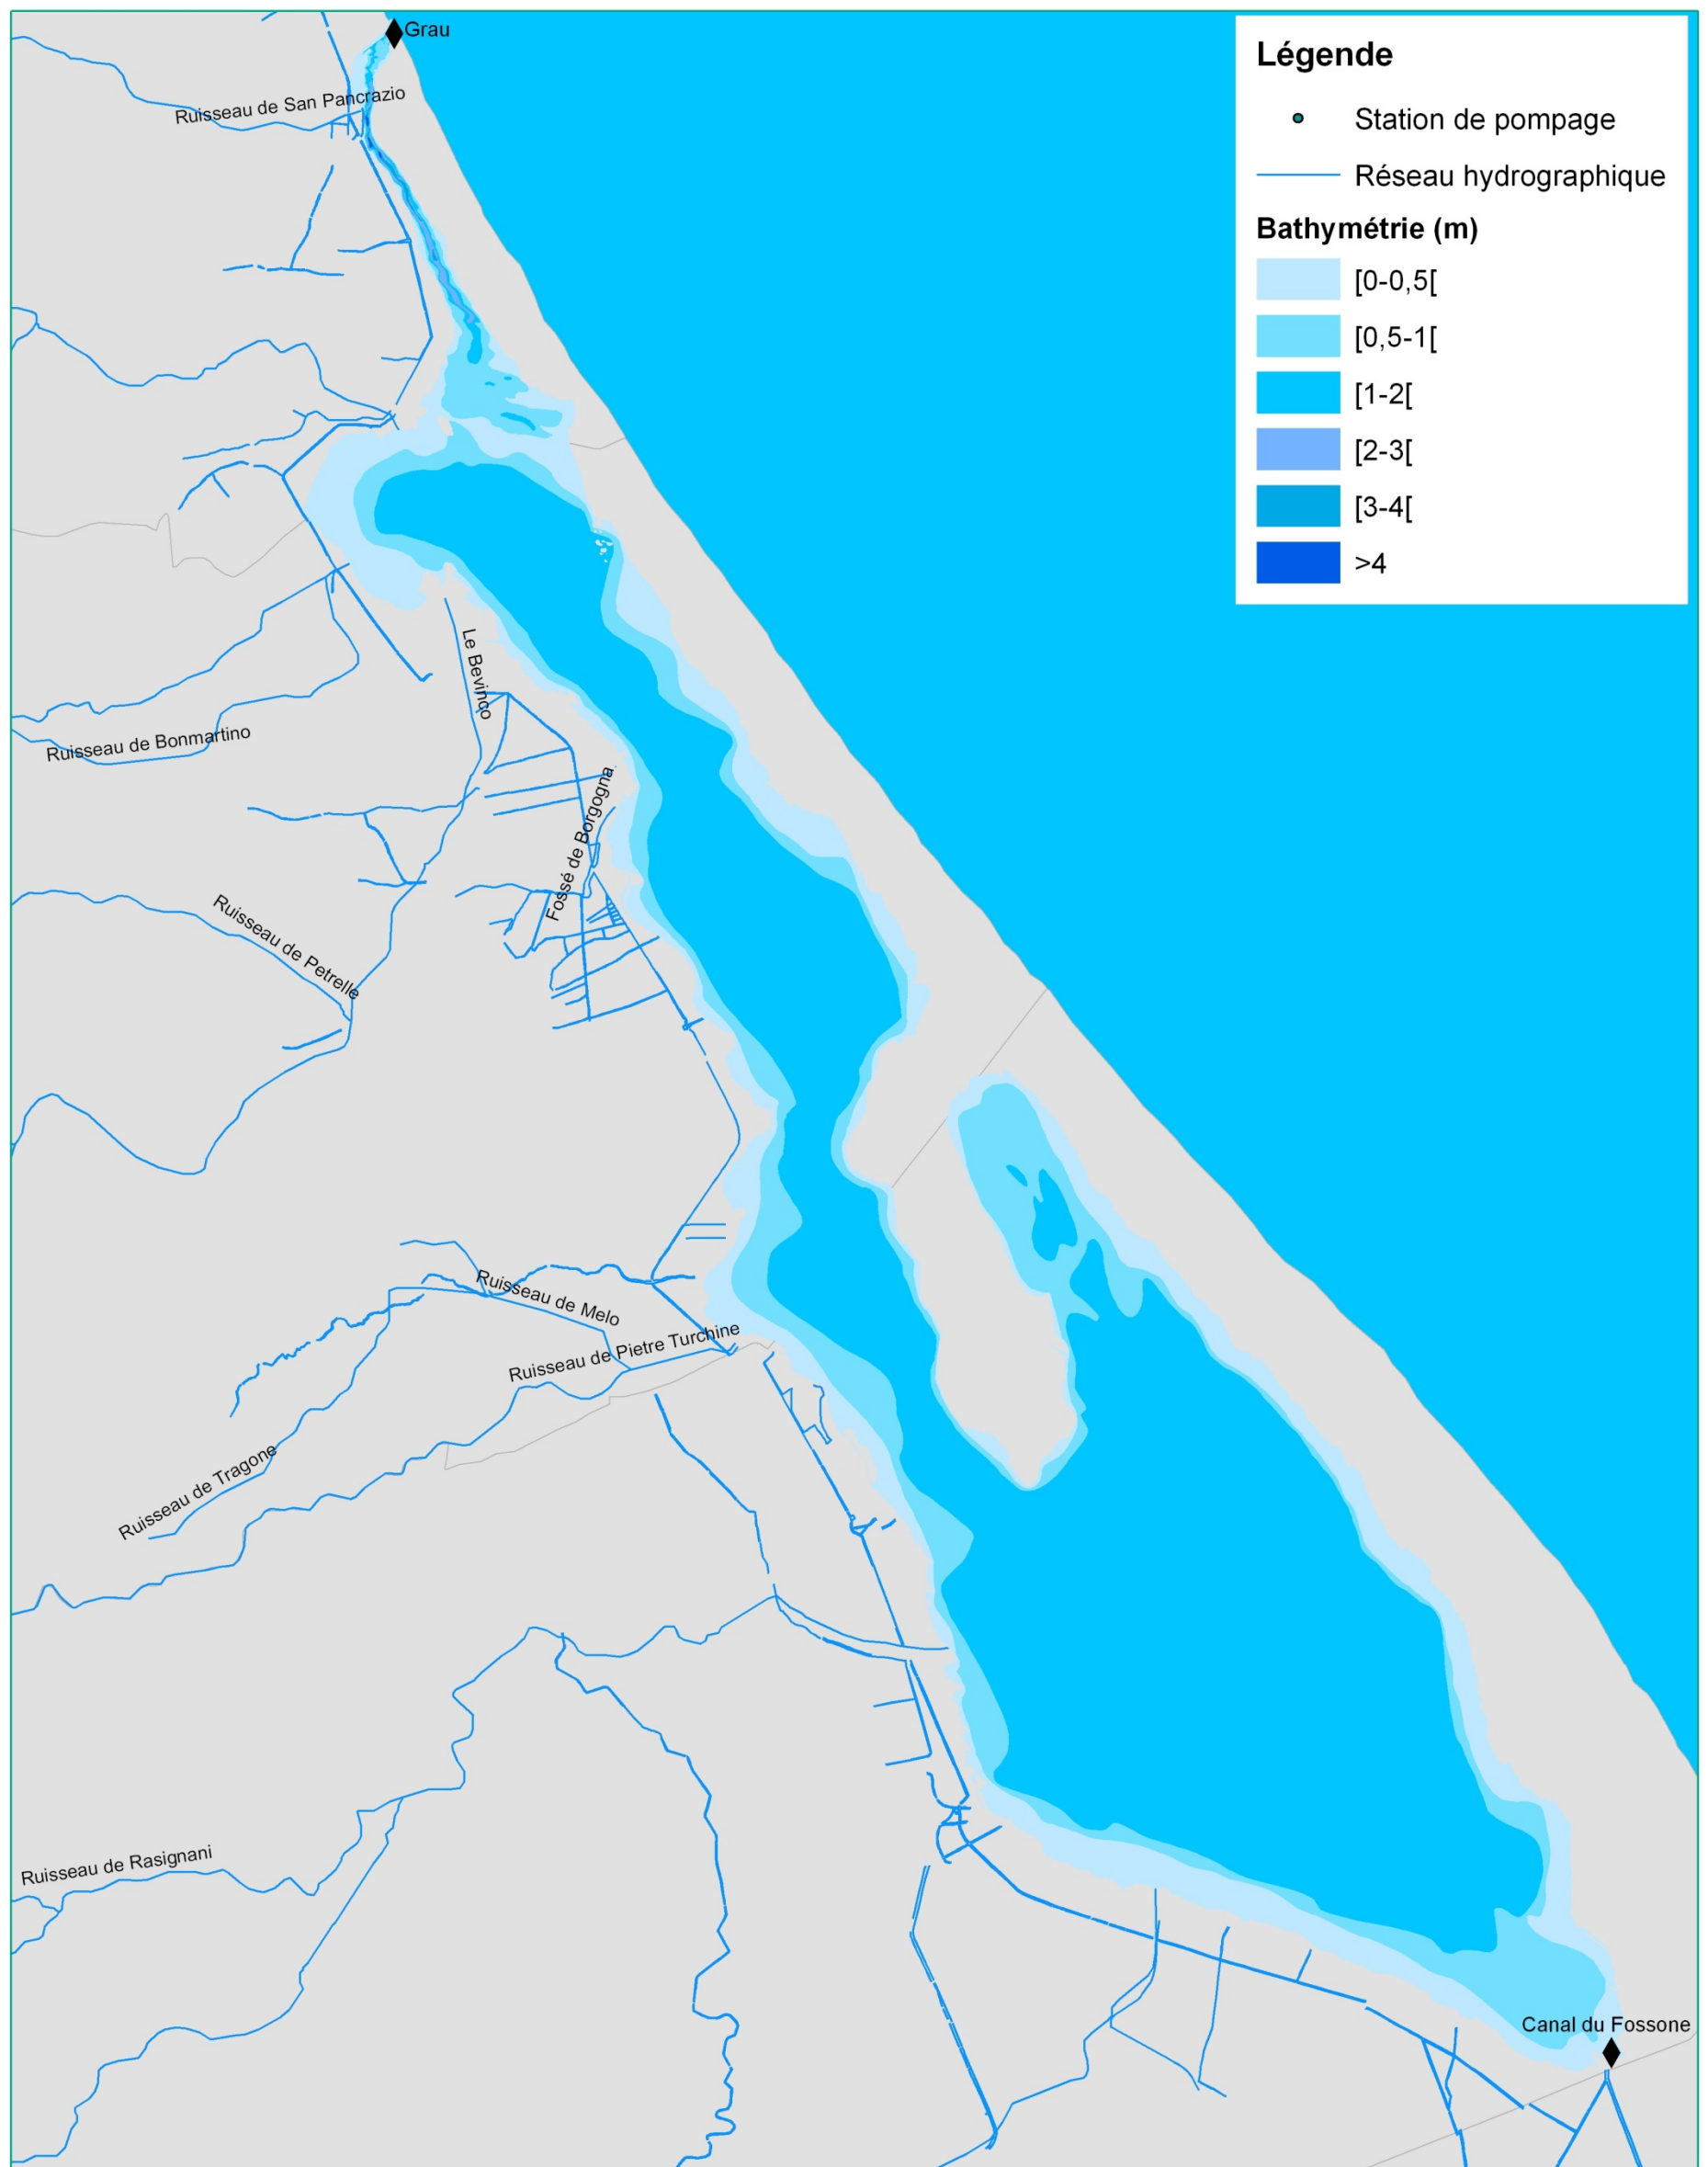 Grau
Légende
Station de pompage
Réseau hydrographique
Bathymétrie (m)
[0-0,5[
[0,5-1[
[1-2[
[2-3[
[3-4[
>4
Ruisseau de San Pancrazio
Le Bevinco
Ruisseau de Bonmartino
Fossé de Borgogna
Ruisseau de Petrelle
Ruisseau de Melo
Ruisseau de Pietre Turchine
Ruisseau de Tragone
Ruisseau de Rasignani
Canal du Fossone